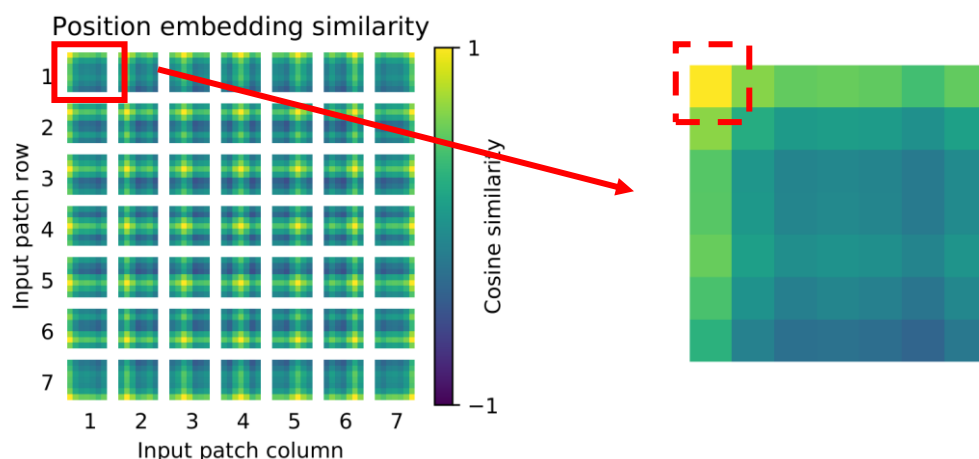 Position embedding similarity
1
2
3
4
5
6
7
Input patch row
1 2 3 4 5 6 7
Input patch column
1
−1
Cosine similarity